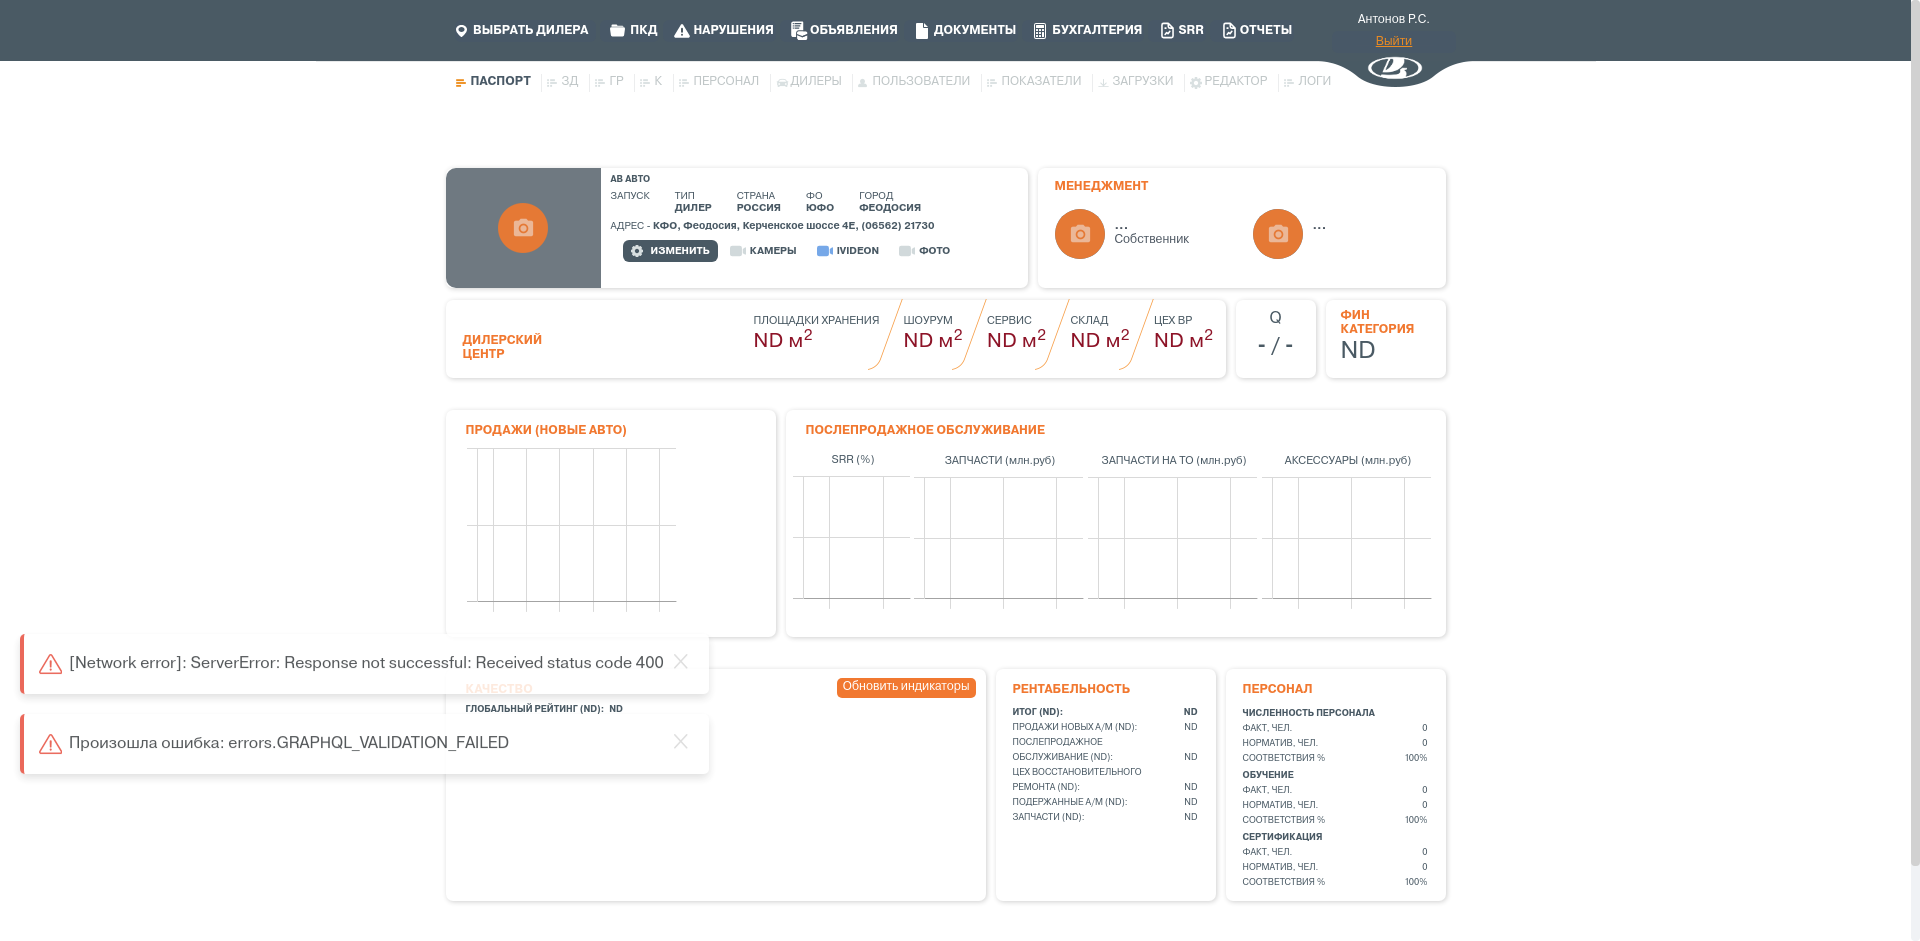 ВЫБРАТЬ ДИЛЕРА ПКД НАРУШЕНИЯ ОБЪЯВЛЕНИЯ ДОКУМЕНТЫ БУХГАЛТЕРИЯ SRR ОТЧЕТЫ
Антонов Р.С.
Выйти
ПАСПОРТ ЗД ГР К ПЕРСОНАЛ ДИЛЕРЫ ПОЛЬЗОВАТЕЛИ ПОКАЗАТЕЛИ ЗАГРУЗКИ РЕДАКТОР ЛОГИ
АВ АВТО
ЗАПУСК ТИП СТРАНА ФО ГОРОД
ДИЛЕР РОССИЯ ЮФО ФЕОДОСИЯ
АДРЕС - КФО, Феодосия, Керченское шоссе 4Е, (06562) 21730
ИЗМЕНИТЬ КАМЕРЫ IVIDEON ФОТО
МЕНЕДЖМЕНТ
... ...
Собственник
ДИЛЕРСКИЙ
ЦЕНТР
ПЛОЩАДКИ ХРАНЕНИЯ ШОУРУМ СЕРВИС СКЛАД ЦЕХ ВР
ND м² ND м² ND м² ND м² ND м²
Q
- / -
ФИН
КАТЕГОРИЯ
ND
ПРОДАЖИ (НОВЫЕ АВТО)
ПОСЛЕПРОДАЖНОЕ ОБСЛУЖИВАНИЕ
SRR (%) ЗАПЧАСТИ (млн.руб) ЗАПЧАСТИ НА ТО (млн.руб) АКСЕССУАРЫ (млн.руб)
[Network error]: ServerError: Response not successful: Received status code 400
КАЧЕСТВО
Обновить индикаторы
ГЛОБАЛЬНЫЙ РЕЙТИНГ (ND): ND
Произошла ошибка: errors.GRAPHQL_VALIDATION_FAILED
РЕНТАБЕЛЬНОСТЬ
ИТОГ (ND): ND
ПРОДАЖИ НОВЫХ А/М (ND): ND
ПОСЛЕПРОДАЖНОЕ
ОБСЛУЖИВАНИЕ (ND): ND
ЦЕХ ВОССТАНОВИТЕЛЬНОГО
РЕМОНТА (ND): ND
ПОДЕРЖАННЫЕ А/М (ND): ND
ЗАПЧАСТИ (ND): ND
ПЕРСОНАЛ
ЧИСЛЕННОСТЬ ПЕРСОНАЛА
ФАКТ, ЧЕЛ. 0
НОРМАТИВ, ЧЕЛ. 0
СООТВЕТСТВИЯ % 100%
ОБУЧЕНИЕ
ФАКТ, ЧЕЛ. 0
НОРМАТИВ, ЧЕЛ. 0
СООТВЕТСТВИЯ % 100%
СЕРТИФИКАЦИЯ
ФАКТ, ЧЕЛ. 0
НОРМАТИВ, ЧЕЛ. 0
СООТВЕТСТВИЯ % 100%